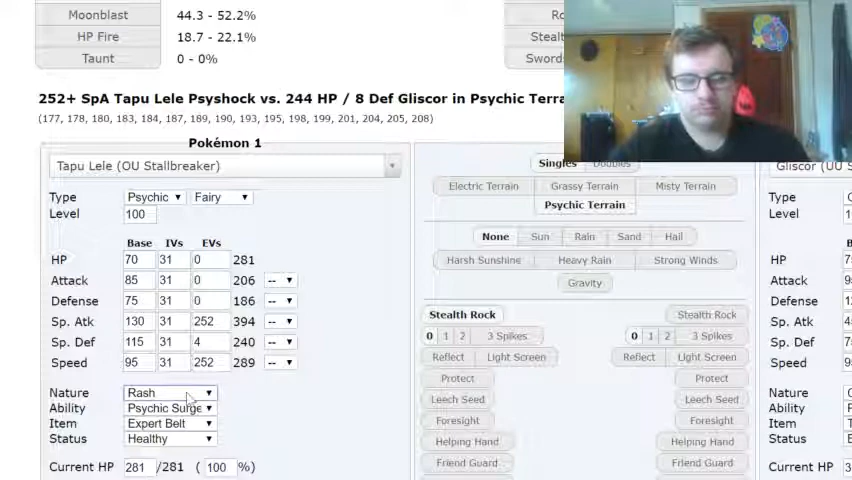 Moonblast 44.3 - 52.2%
HP Fire 18.7 - 22.1%
Taunt 0 - 0%
Stealt
Sword
252+ SpA Tapu Lele Psyshock vs. 244 HP / 8 Def Gliscor in Psychic Terra
(177, 178, 180, 183, 184, 187, 189, 190, 193, 195, 198, 199, 201, 204, 205, 208)
Pokémon 1
Tapu Lele (OU Stallbreaker)
Type Psychic Fairy
Level 100
Base IVs EVs
HP 70 31 0 281
Attack 85 31 0 206 --
Defense 75 31 0 186 --
Sp. Atk 130 31 252 394 --
Sp. Def 115 31 4 240 --
Speed 95 31 252 289 --
Nature Rash
Ability Psychic Surge
Item Expert Belt
Status Healthy
Current HP 281 /281 ( 100 %)
Singles Doubles
Electric Terrain Grassy Terrain Misty Terrain
Psychic Terrain
None Sun Rain Sand Hail
Harsh Sunshine Heavy Rain Strong Winds
Gravity
Stealth Rock Stealth Rock
0 1 2 3 Spikes 0 1 2 3 Spikes
Reflect Light Screen Reflect Light Screen
Protect Protect
Leech Seed Leech Seed
Foresight Foresight
Helping Hand Helping Hand
Friend Guard Friend Guard
Gliscor (UU S
Type
Level
HP
Attack
Defense
Sp. Atk
Sp. Def
Speed
Nature
Ability
Item
Status
Current HP